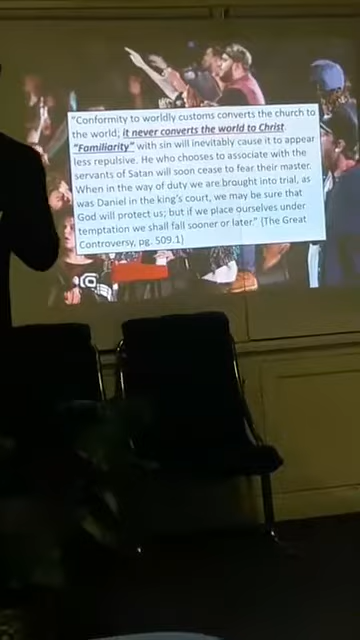 "Conformity to worldly customs converts the church to
the world; it never converts the world to Christ.
"Familiarity" with sin will inevitably cause it to appear
less repulsive. He who chooses to associate with the
servants of Satan will soon cease to fear their master.
When in the way of duty we are brought into trial, as
was Daniel in the king's court, we may be sure that
God will protect us; but if we place ourselves under
temptation we shall fall sooner or later." {The Great
Controversy, pg. 509.1}